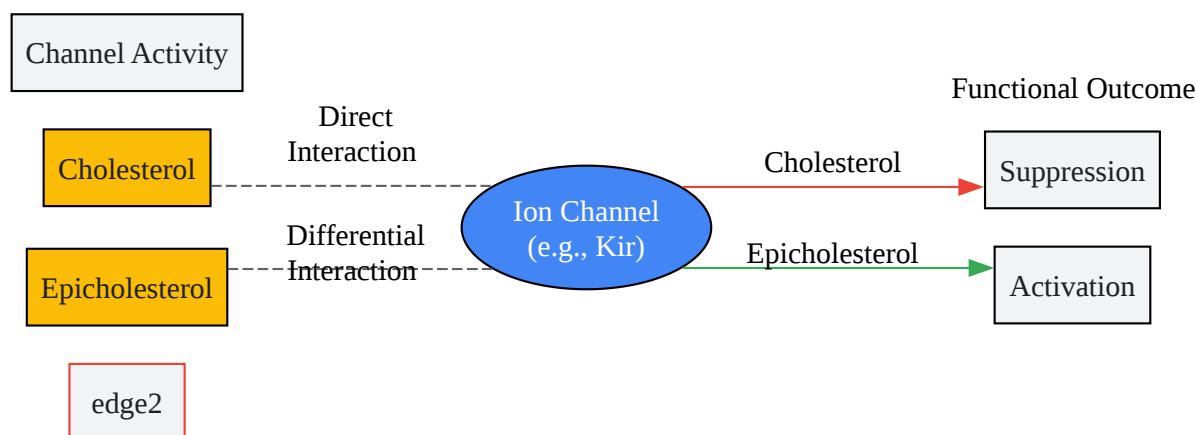 Channel Activity
Cholesterol
Epicholesterol
edge2
Direct
Interaction
Differential
Interaction
Ion Channel
(e.g., Kir)
Cholesterol
Epicholesterol
Functional Outcome
Suppression
Activation